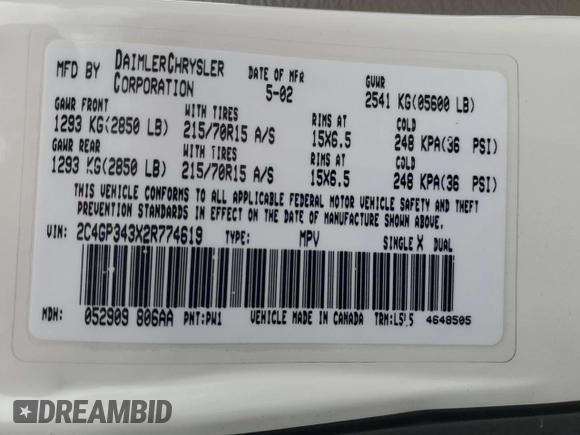 MFD BY DAIMLERCHRYSLER CORPORATION DATE OF MFR 5-02 GVWR 2541 KG(05600 LB)
GAWR FRONT WITH TIRES RIMS AT COLD
1293 KG(2850 LB) 215/70R15 A/S 15X6.5 248 KPA(36 PSI)
GAWR REAR WITH TIRES RIMS AT COLD
1293 KG(2850 LB) 215/70R15 A/S 15X6.5 248 KPA(36 PSI)
THIS VEHICLE CONFORMS TO ALL APPLICABLE FEDERAL MOTOR VEHICLE SAFETY AND THEFT
PREVENTION STANDARDS IN EFFECT ON THE DATE OF MANUFACTURE SHOWN ABOVE.
VIN: 2C4GP343X2R774619 TYPE: MPV SINGLE X DUAL
MDH: 052909 806AA PNT: PW1 VEHICLE MADE IN CANADA 4648505
DREAMBID